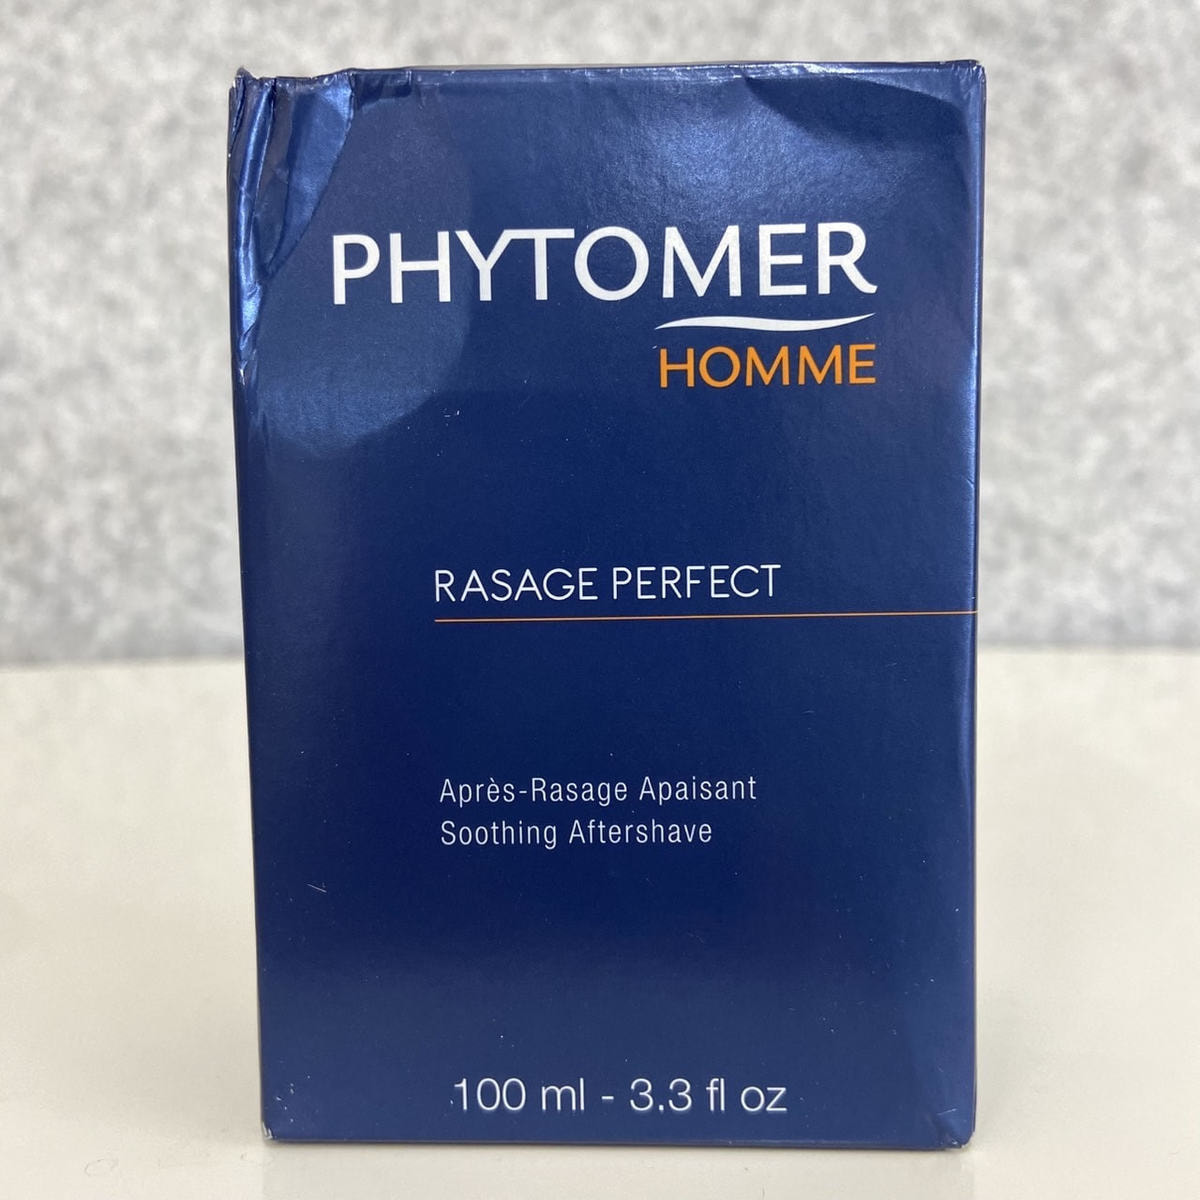 PHYTOMER
HOMME
RASAGE PERFECT
Après-Rasage Apaisant
Soothing Aftershave
100 ml - 3.3 fl oz